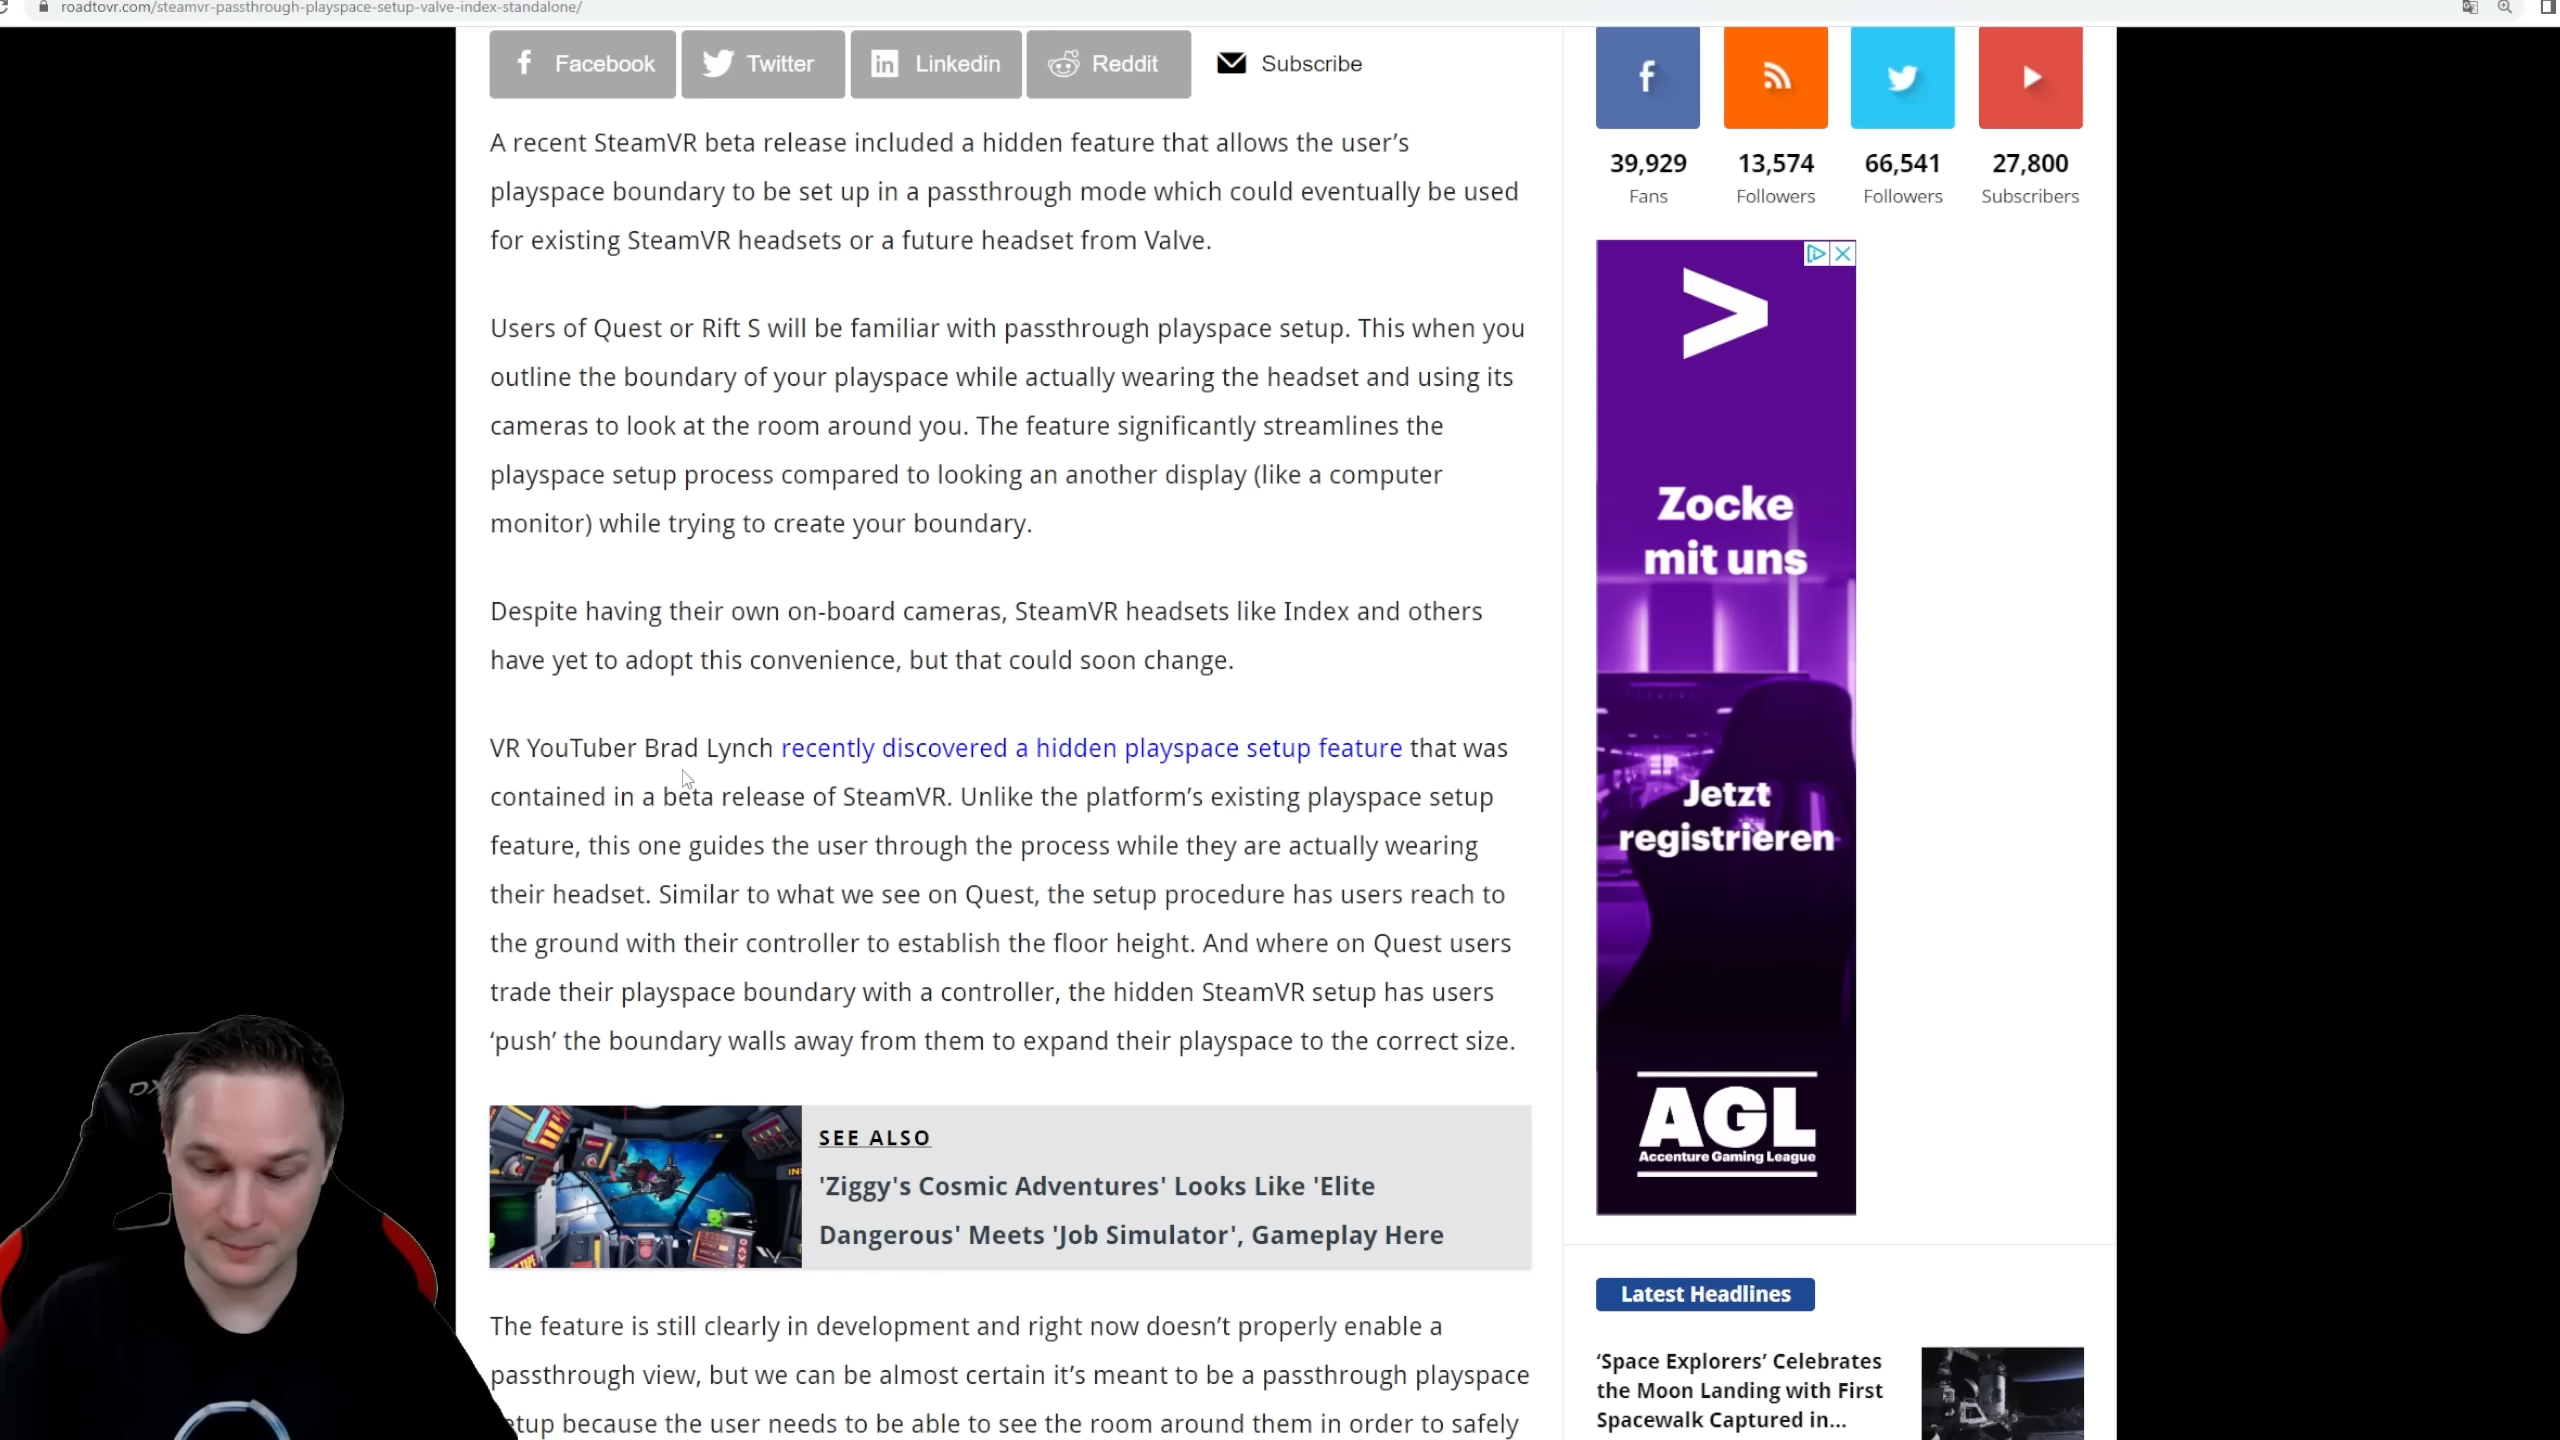 roadtovr.com/steamvr-passthrough-playspace-setup-valve-index-standalone/
Facebook
Twitter
Linkedin
Reddit
Subscribe
A recent SteamVR beta release included a hidden feature that allows the user’s
playspace boundary to be set up in a passthrough mode which could eventually be used
for existing SteamVR headsets or a future headset from Valve.
Users of Quest or Rift S will be familiar with passthrough playspace setup. This when you
outline the boundary of your playspace while actually wearing the headset and using its
cameras to look at the room around you. The feature significantly streamlines the
playspace setup process compared to looking an another display (like a computer
monitor) while trying to create your boundary.
Despite having their own on-board cameras, SteamVR headsets like Index and others
have yet to adopt this convenience, but that could soon change.
VR YouTuber Brad Lynch recently discovered a hidden playspace setup feature that was
contained in a beta release of SteamVR. Unlike the platform’s existing playspace setup
feature, this one guides the user through the process while they are actually wearing
their headset. Similar to what we see on Quest, the setup procedure has users reach to
the ground with their controller to establish the floor height. And where on Quest users
trade their playspace boundary with a controller, the hidden SteamVR setup has users
‘push’ the boundary walls away from them to expand their playspace to the correct size.
SEE ALSO
'Ziggy's Cosmic Adventures' Looks Like 'Elite
Dangerous' Meets 'Job Simulator', Gameplay Here
The feature is still clearly in development and right now doesn’t properly enable a
passthrough view, but we can be almost certain it’s meant to be a passthrough playspace
etup because the user needs to be able to see the room around them in order to safely
39,929
Fans
13,574
Followers
66,541
Followers
27,800
Subscribers
>
Zocke
mit uns
Jetzt
registrieren
AGL
Accenture Gaming League
Latest Headlines
‘Space Explorers’ Celebrates
the Moon Landing with First
Spacewalk Captured in...
DX